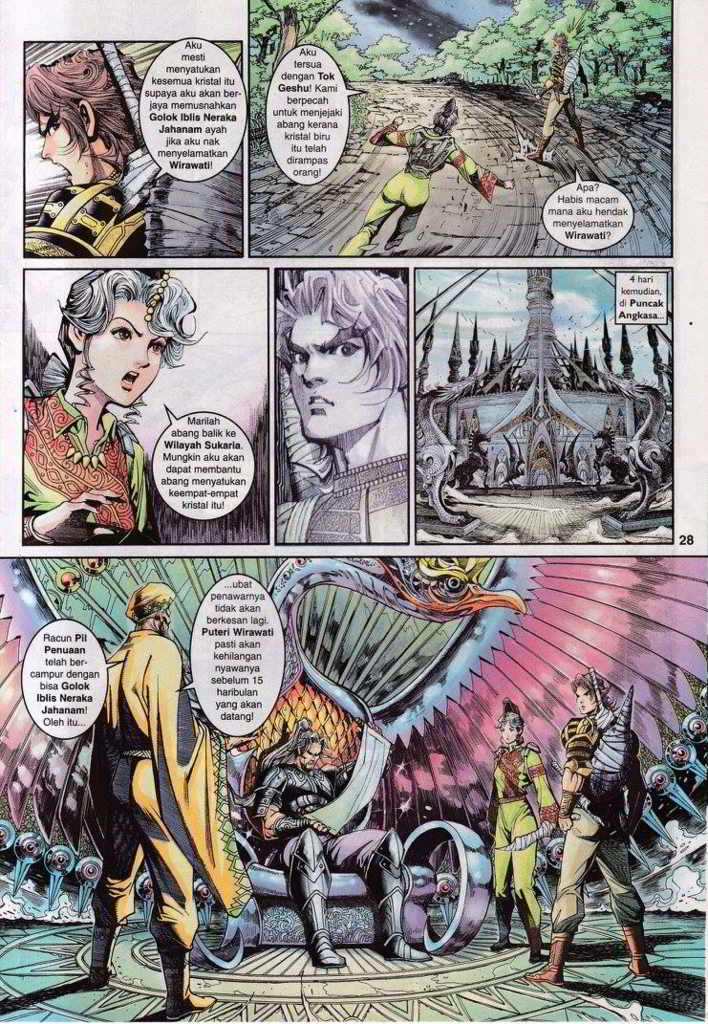 Aku
mesti
menyatukan
kesemua kristal itu
supaya aku akan ber-
jaya memusnahkan
Golok Iblis Neraka
Jahanam ayah
jika aku nak
menyelamatkan
Wirawati!
Aku
tersua
dengan Tok
Geshu! Kami
berpecah
untuk menjejaki
abang kerana
kristal biru
itu telah
dirampas
orang!
Apa?
Habis macam
mana aku hendak
menyelamatkan
Wirawati?
Marilah
abang balik ke
Wilayah Sukaria.
Mungkin aku akan
dapat membantu
abang menyatukan
keempat-empat
kristal itu!
4 hari
kemudian,
di Puncak
Angkasa...
28
Racun Pil
Penuaan
telah ber-
campur dengan
bisa Golok
Iblis Neraka
Jahanam!
Oleh itu...
...ubat
penawarnya
tidak akan
berkesan lagi.
Puteri Wirawati
pasti akan
kehilangan
nyawanya
sebelum 15
haribulan
yang akan
datang!